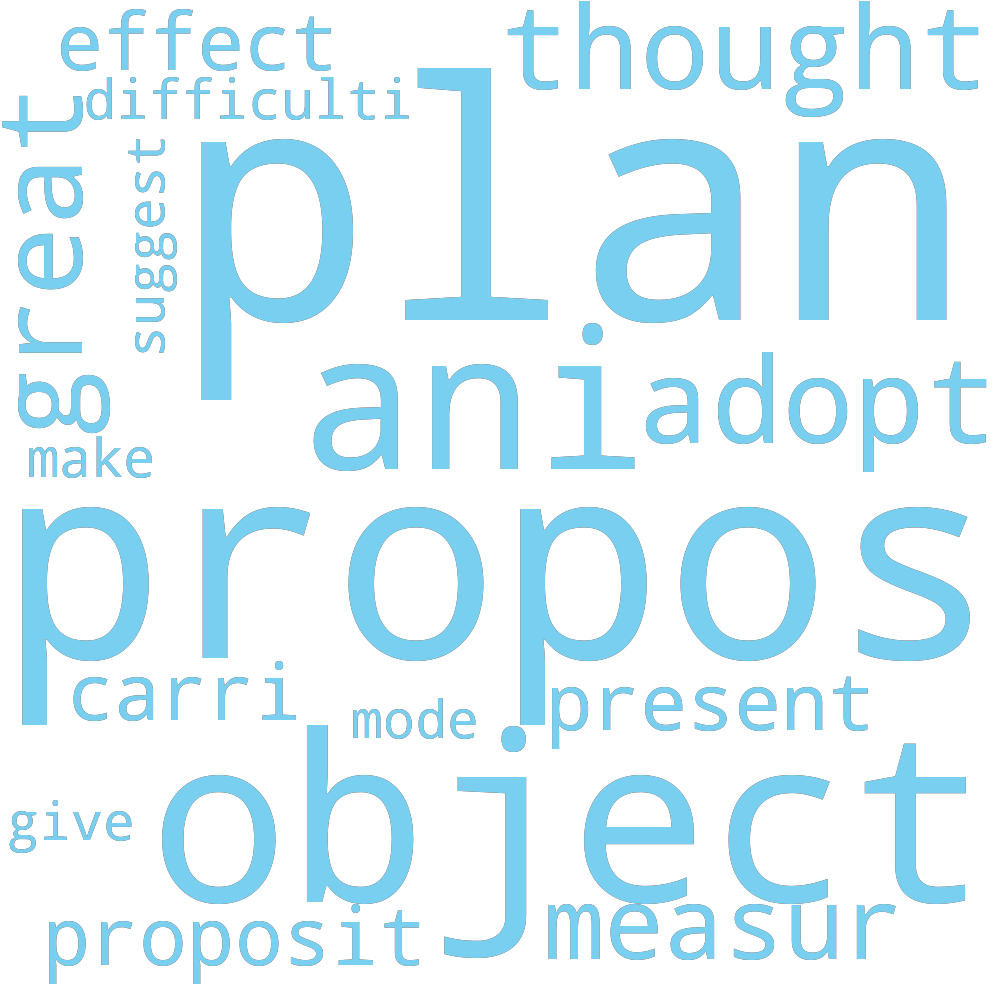 effect
thought
difficulti
great
suggest
plan
ani
adopt
make
propos
carri
mode
present
object
give
proposit
measur